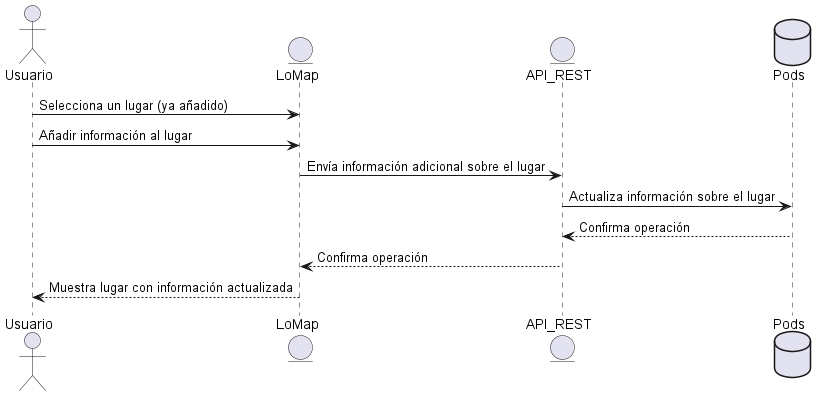 Usuario
LoMap
API_REST
Pods
Selecciona un lugar (ya añadido)
Añadir información al lugar
Envía información adicional sobre el lugar
Actualiza información sobre el lugar
Confirma operación
Confirma operación
Muestra lugar con información actualizada
Usuario
LoMap
API_REST
Pods